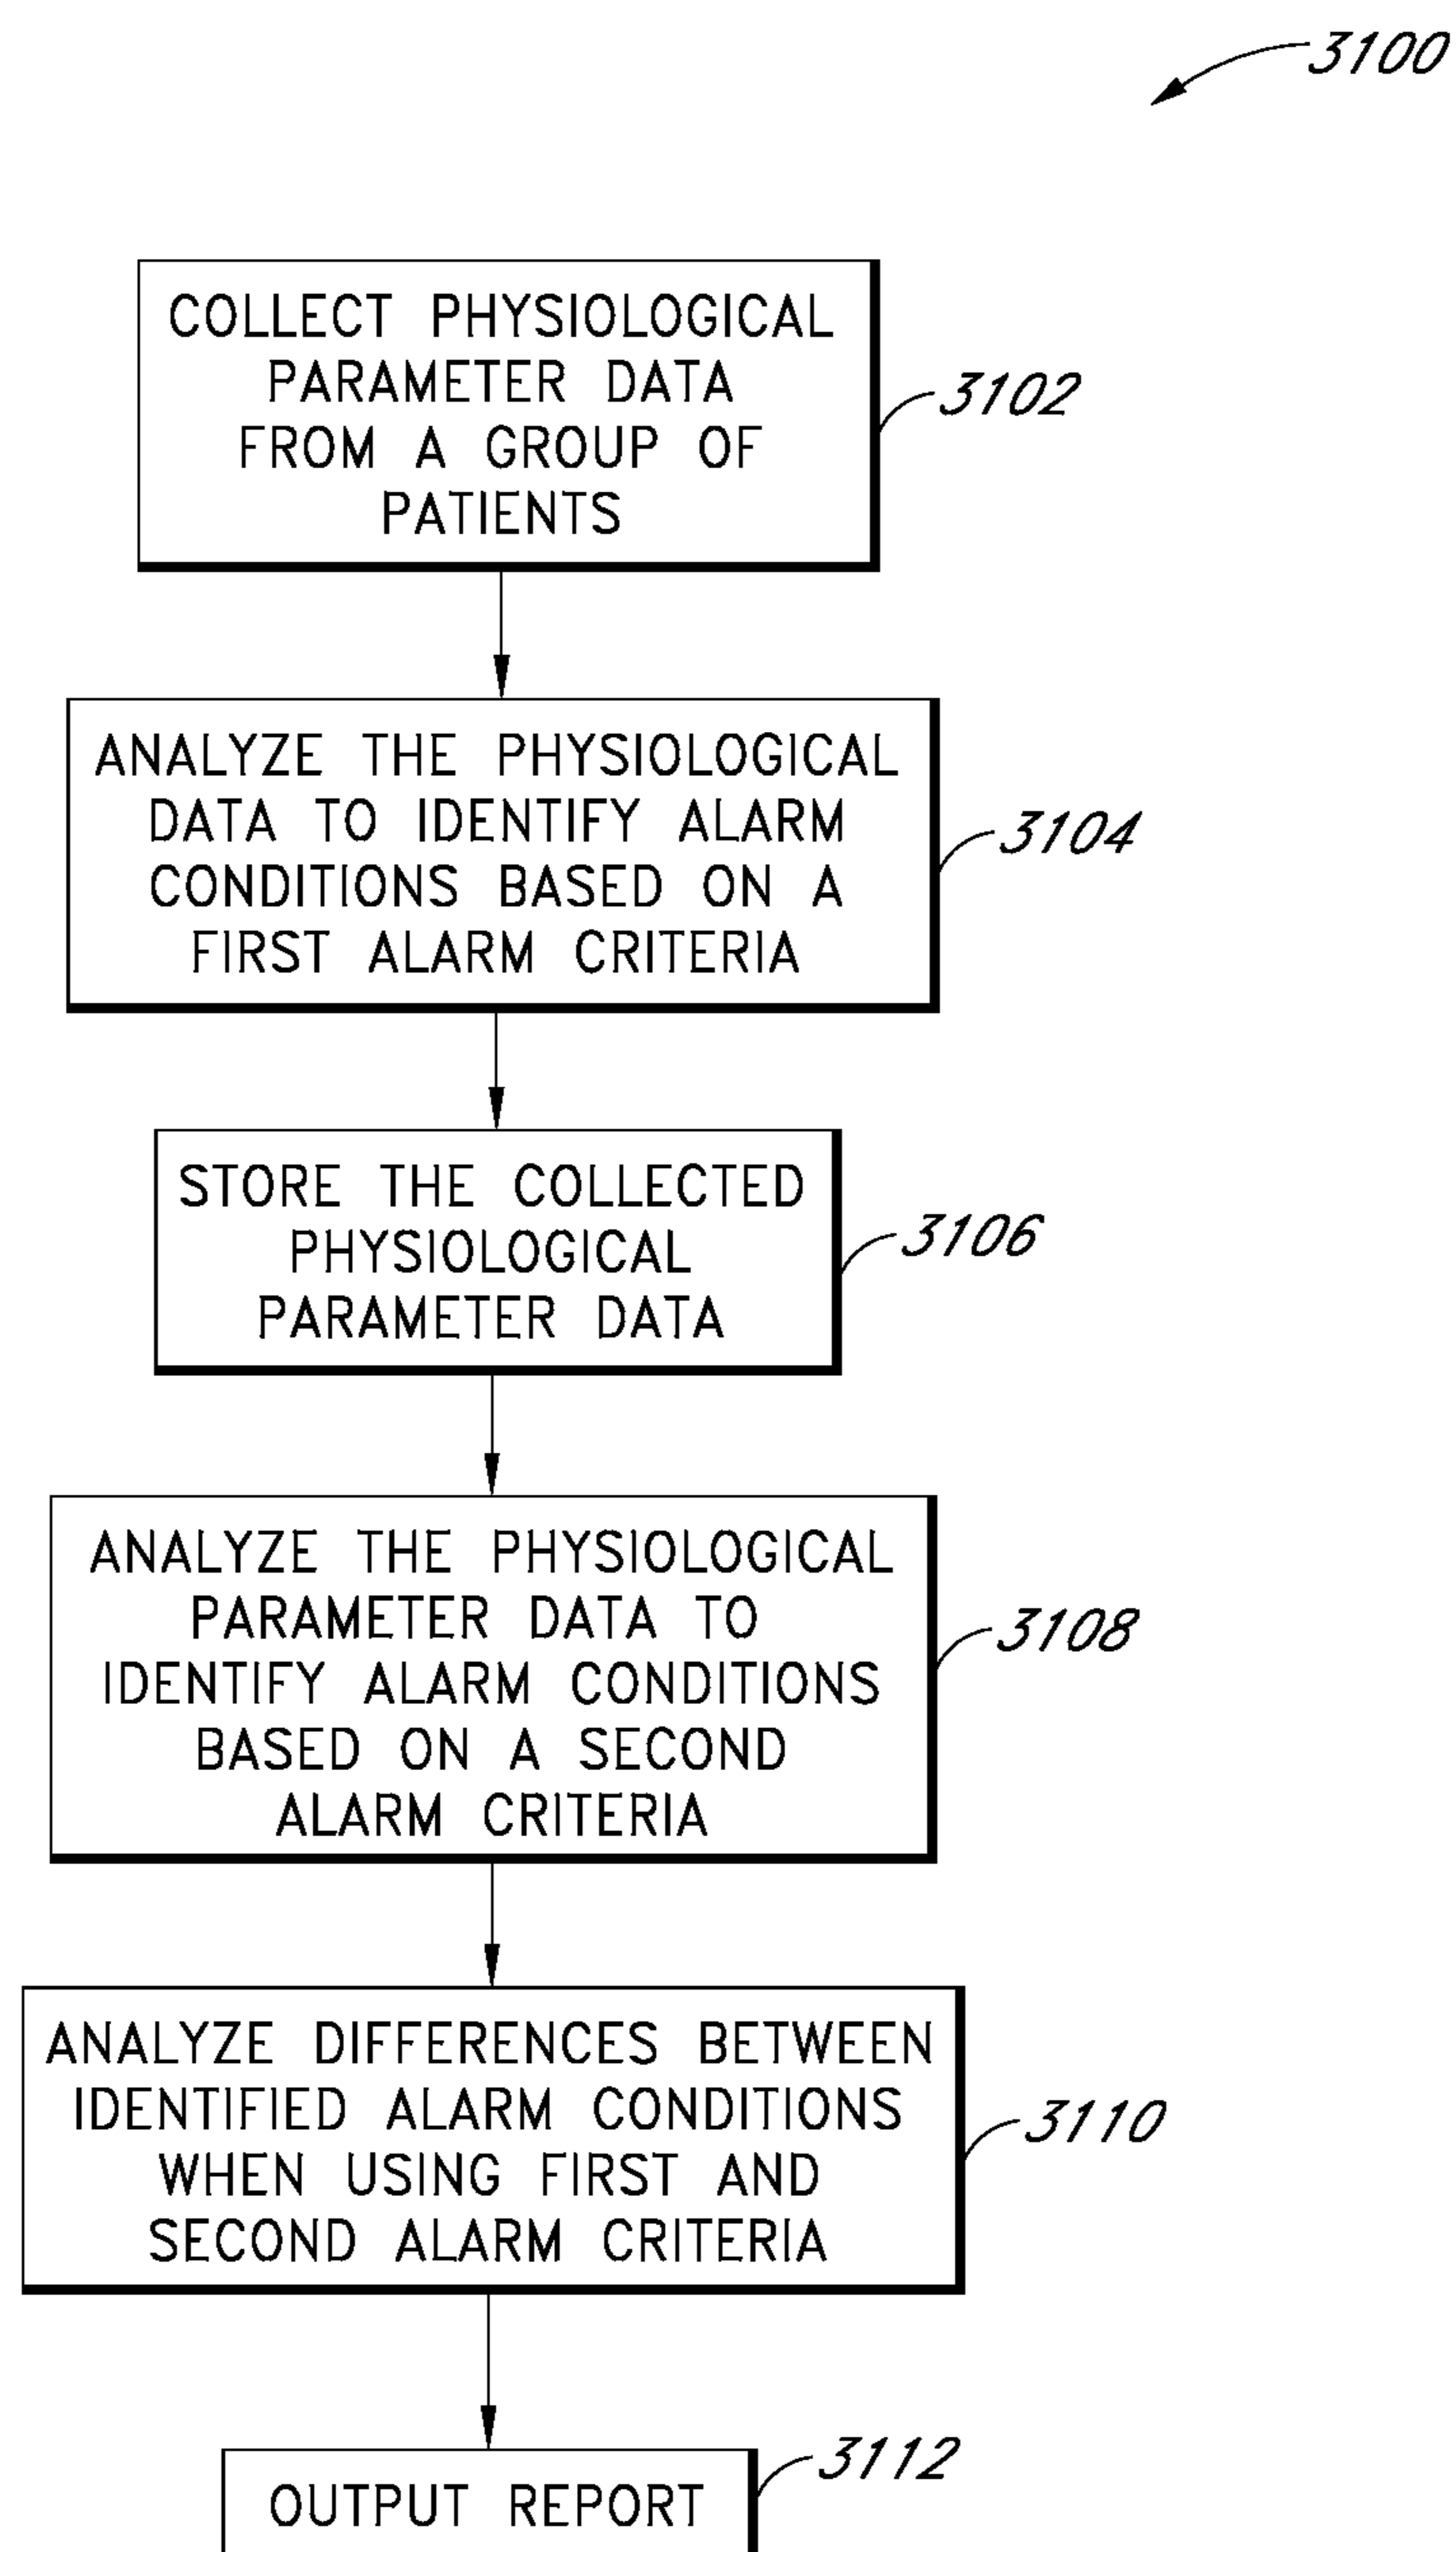 3100
COLLECT PHYSIOLOGICAL
PARAMETER DATA
FROM A GROUP OF
PATIENTS
3102
ANALYZE THE PHYSIOLOGICAL
DATA TO IDENTIFY ALARM
CONDITIONS BASED ON A
FIRST ALARM CRITERIA
3104
STORE THE COLLECTED
PHYSIOLOGICAL
PARAMETER DATA
3106
ANALYZE THE PHYSIOLOGICAL
PARAMETER DATA TO
IDENTIFY ALARM CONDITIONS
BASED ON A SECOND
ALARM CRITERIA
3108
ANALYZE DIFFERENCES BETWEEN
IDENTIFIED ALARM CONDITIONS
WHEN USING FIRST AND
SECOND ALARM CRITERIA
3110
OUTPUT REPORT
3112